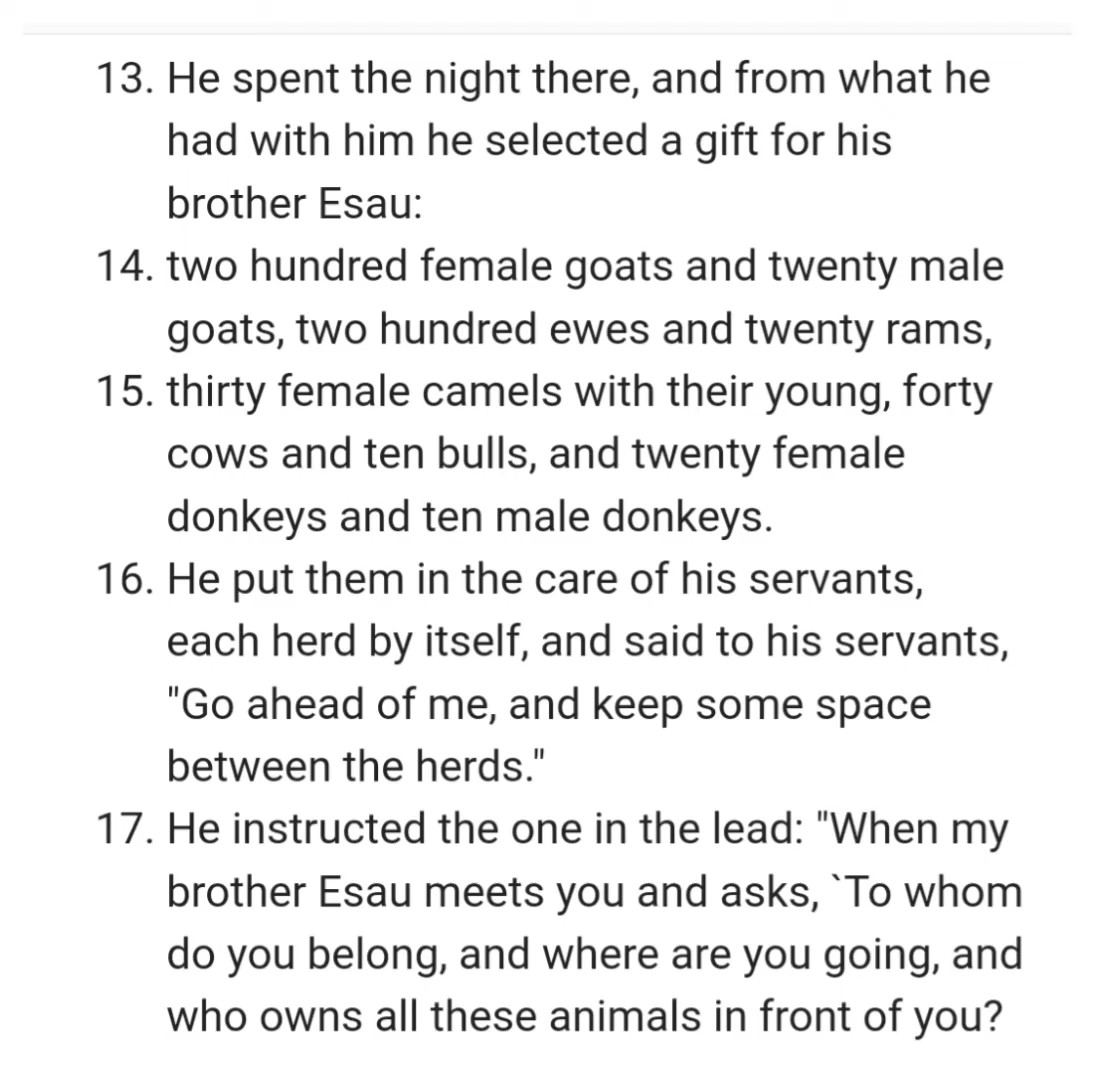 13. He spent the night there, and from what he
had with him he selected a gift for his
brother Esau:
14. two hundred female goats and twenty male
goats, two hundred ewes and twenty rams,
15. thirty female camels with their young, forty
cows and ten bulls, and twenty female
donkeys and ten male donkeys.
16. He put them in the care of his servants,
each herd by itself, and said to his servants,
"Go ahead of me, and keep some space
between the herds."
17. He instructed the one in the lead: "When my
brother Esau meets you and asks, `To whom
do you belong, and where are you going, and
who owns all these animals in front of you?